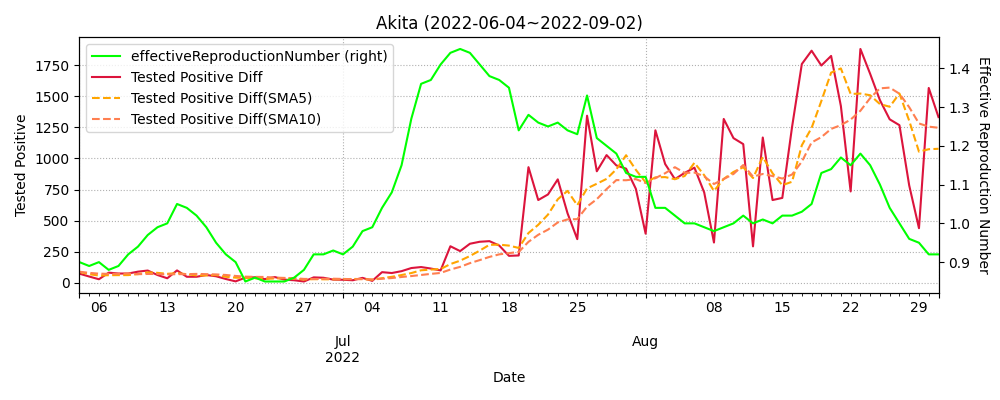 Akita (2022-06-04~2022-09-02)
effectiveReproductionNumber (right)
Tested Positive Diff
Tested Positive Diff(SMA5)
Tested Positive Diff(SMA10)
Tested Positive
1750
1500
1250
1000
750
500
250
0
1.4
1.3
1.2
1.1
1.0
0.9
Effective Reproduction Number
06 13 20 04 11 18 25 08 15 22 29
Jul Aug
2022
Date